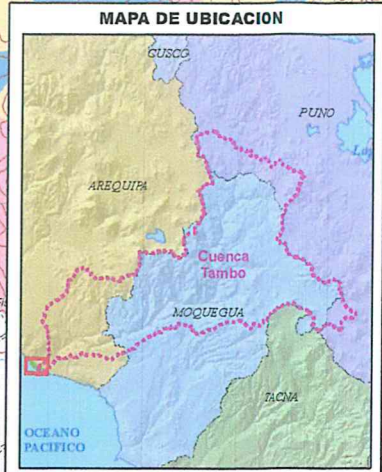 MAPA DE UBICACION
CUSCO
PUNO
AREQUIPA
Cuenca
Tambo
MOQUEGUA
TACNA
OCEANO
PACIFICO